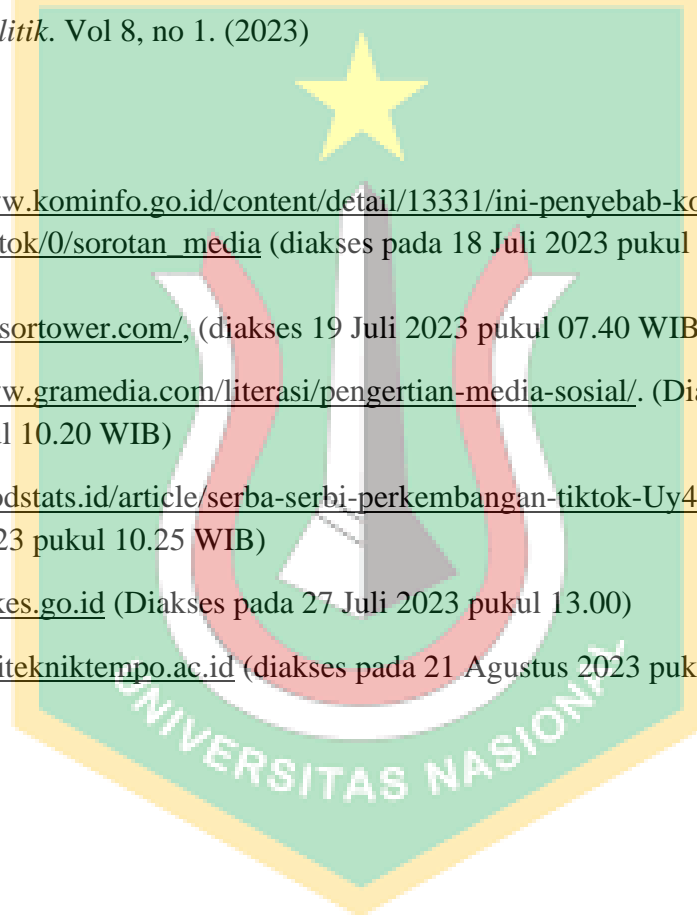 litik. Vol 8, no 1. (2023)
w.kominfo.go.id/content/detail/13331/ini-penyebab-ko
tok/0/sorotan_media (diakses pada 18 Juli 2023 pukul
sortower.com/, (diakses 19 Juli 2023 pukul 07.40 WIB
w.gramedia.com/literasi/pengertian-media-sosial/. (Dia
l 10.20 WIB)
odstats.id/article/serba-serbi-perkembangan-tiktok-Uy4
23 pukul 10.25 WIB)
kes.go.id (Diakses pada 27 Juli 2023 pukul 13.00)
itekniktempo.ac.id (diakses pada 21 Agustus 2023 puk
UNIVERSITAS NASIONAL